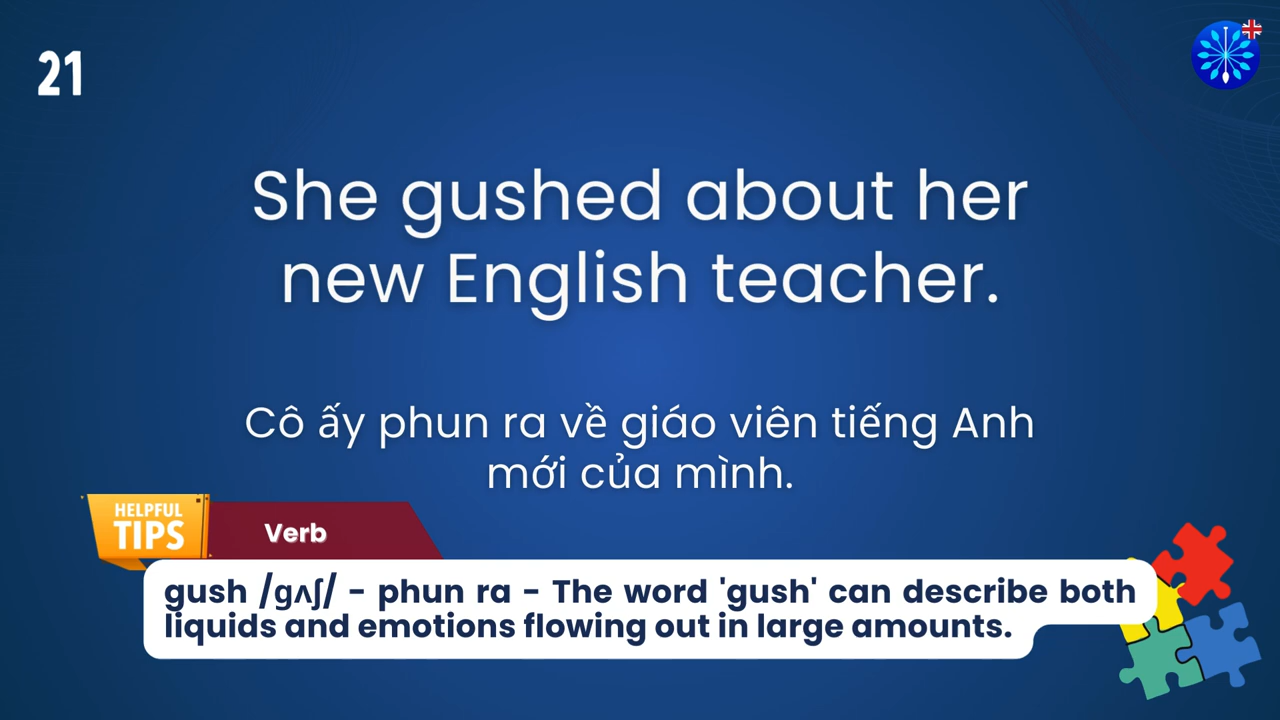 21
She gushed about her
new English teacher.
Cô ấy phun ra về giáo viên tiếng Anh
mới của mình.
HELPFUL
TIPS
Verb
gush /ɡʌʃ/ - phun ra - The word 'gush' can describe both
liquids and emotions flowing out in large amounts.